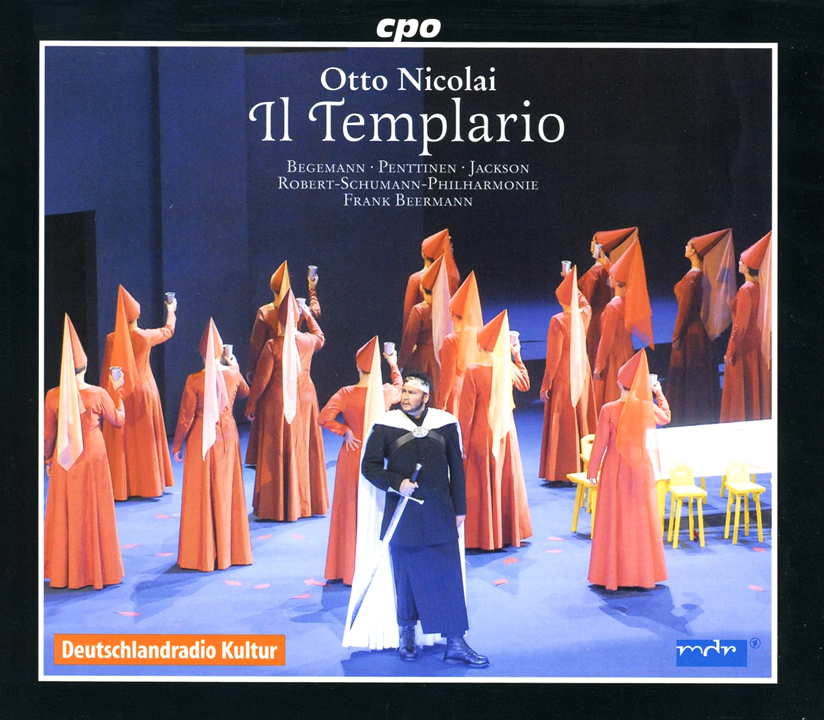 cpo
Otto Nicolai
Il Templario
Begemann · Penttinen · Jackson
Robert-Schumann-Philharmonie
Frank Beermann
Deutschlandradio Kultur
mdr